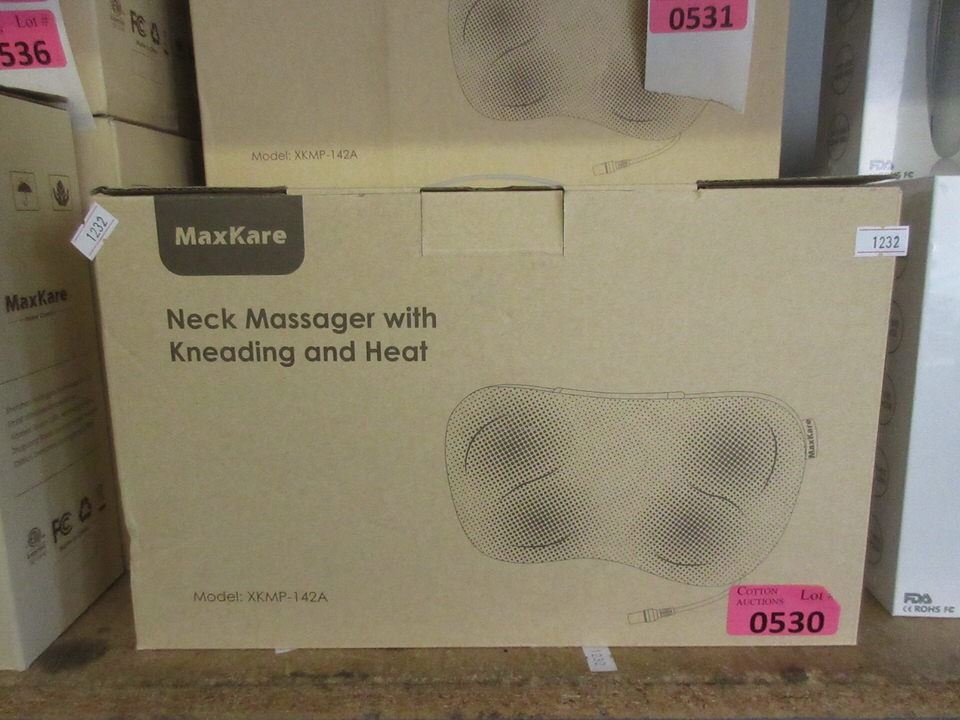 Lot #
536
FC
0531
Model: XKMP-142A
FDA
FC
1232
MaxKare
1232
Neck Massager with
Kneading and Heat
MaxKare
MaxKare
FC
Model: XKMP-142A
COTTON
AUCTIONS
Lot #
0530
FDA
CE ROHS FC
1232